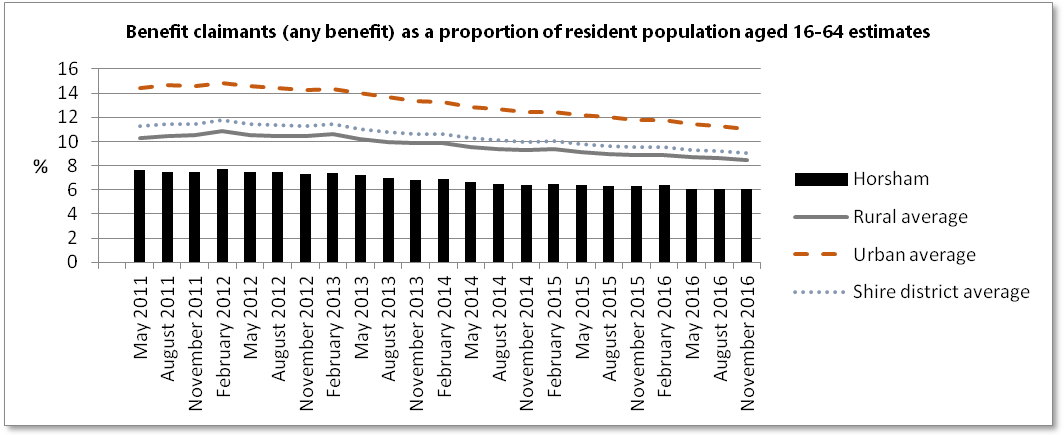 Benefit claimants (any benefit) as a proportion of resident population aged 16-64 estimates
16
14
12
10
8
6
4
2
0
%
May 2011
August 2011
November 2011
February 2012
May 2012
August 2012
November 2012
February 2013
May 2013
August 2013
November 2013
February 2014
May 2014
August 2014
November 2014
February 2015
May 2015
August 2015
November 2015
February 2016
May 2016
August 2016
November 2016
Horsham
Rural average
Urban average
Shire district average